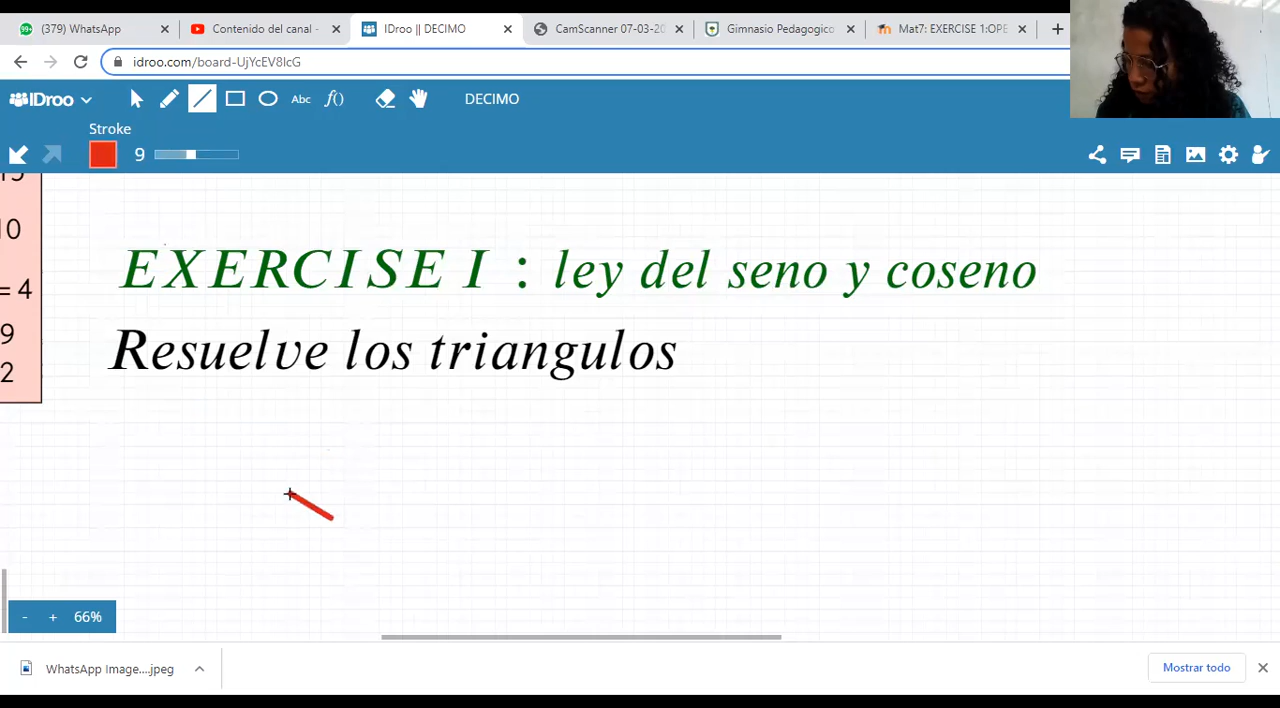 (379) WhatsApp
Contenido del canal -
IDroo || DECIMO
CamScanner 07-03-20
Gimnasio Pedagogico
Mat7: EXERCISE 1:OPE
idroo.com/board-UjYcEV8IcG
IDroo
Abc
f()
DECIMO
Stroke
9
15
10
= 4
9
2
EXERCISE I : ley del seno y coseno
Resuelve los triangulos
- + 66%
WhatsApp Image....jpeg
Mostrar todo